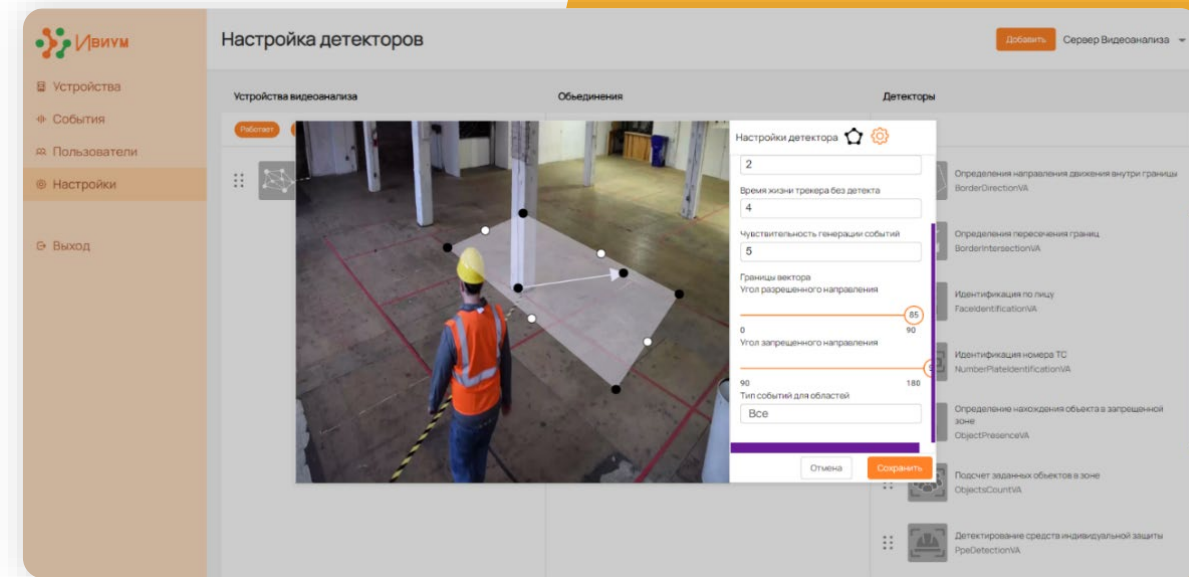 Ивиум
Настройка детекторов
Добавить
Сервер Видеоанализа
Устройства
События
Пользователи
Настройки
Выход
Устройства видеоанализа
Объединения
Детекторы
Работает
Настройки детектора
2
Время жизни трекера без детекта
4
Чувствительность генерации событий
5
Границы вектора
Угол разрешенного направления
85
0 90
Угол запрещенного направления
90 180
Тип событий для областей
Все
Отмена
Сохранить
Определения направления движения внутри границы
BorderDirectionVA
Определения пересечения границ
BorderIntersectionVA
Идентификация по лицу
FaceIdentificationVA
Идентификация номера ТС
NumberPlateIdentificationVA
Определение нахождения объекта в запрещенной
зоне
ObjectPresenceVA
Подсчет заданных объектов в зоне
ObjectsCountVA
Детектирование средств индивидуальной защиты
PpeDetectionVA